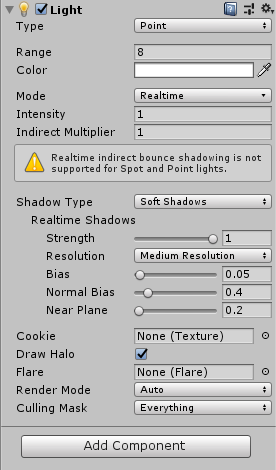 Light
Type Point
Range 8
Color
Mode Realtime
Intensity 1
Indirect Multiplier 1
Realtime indirect bounce shadowing is not
supported for Spot and Point lights.
Shadow Type Soft Shadows
Realtime Shadows
Strength 1
Resolution Medium Resolution
Bias 0.05
Normal Bias 0.4
Near Plane 0.2
Cookie None (Texture)
Draw Halo
Flare None (Flare)
Render Mode Auto
Culling Mask Everything
Add Component